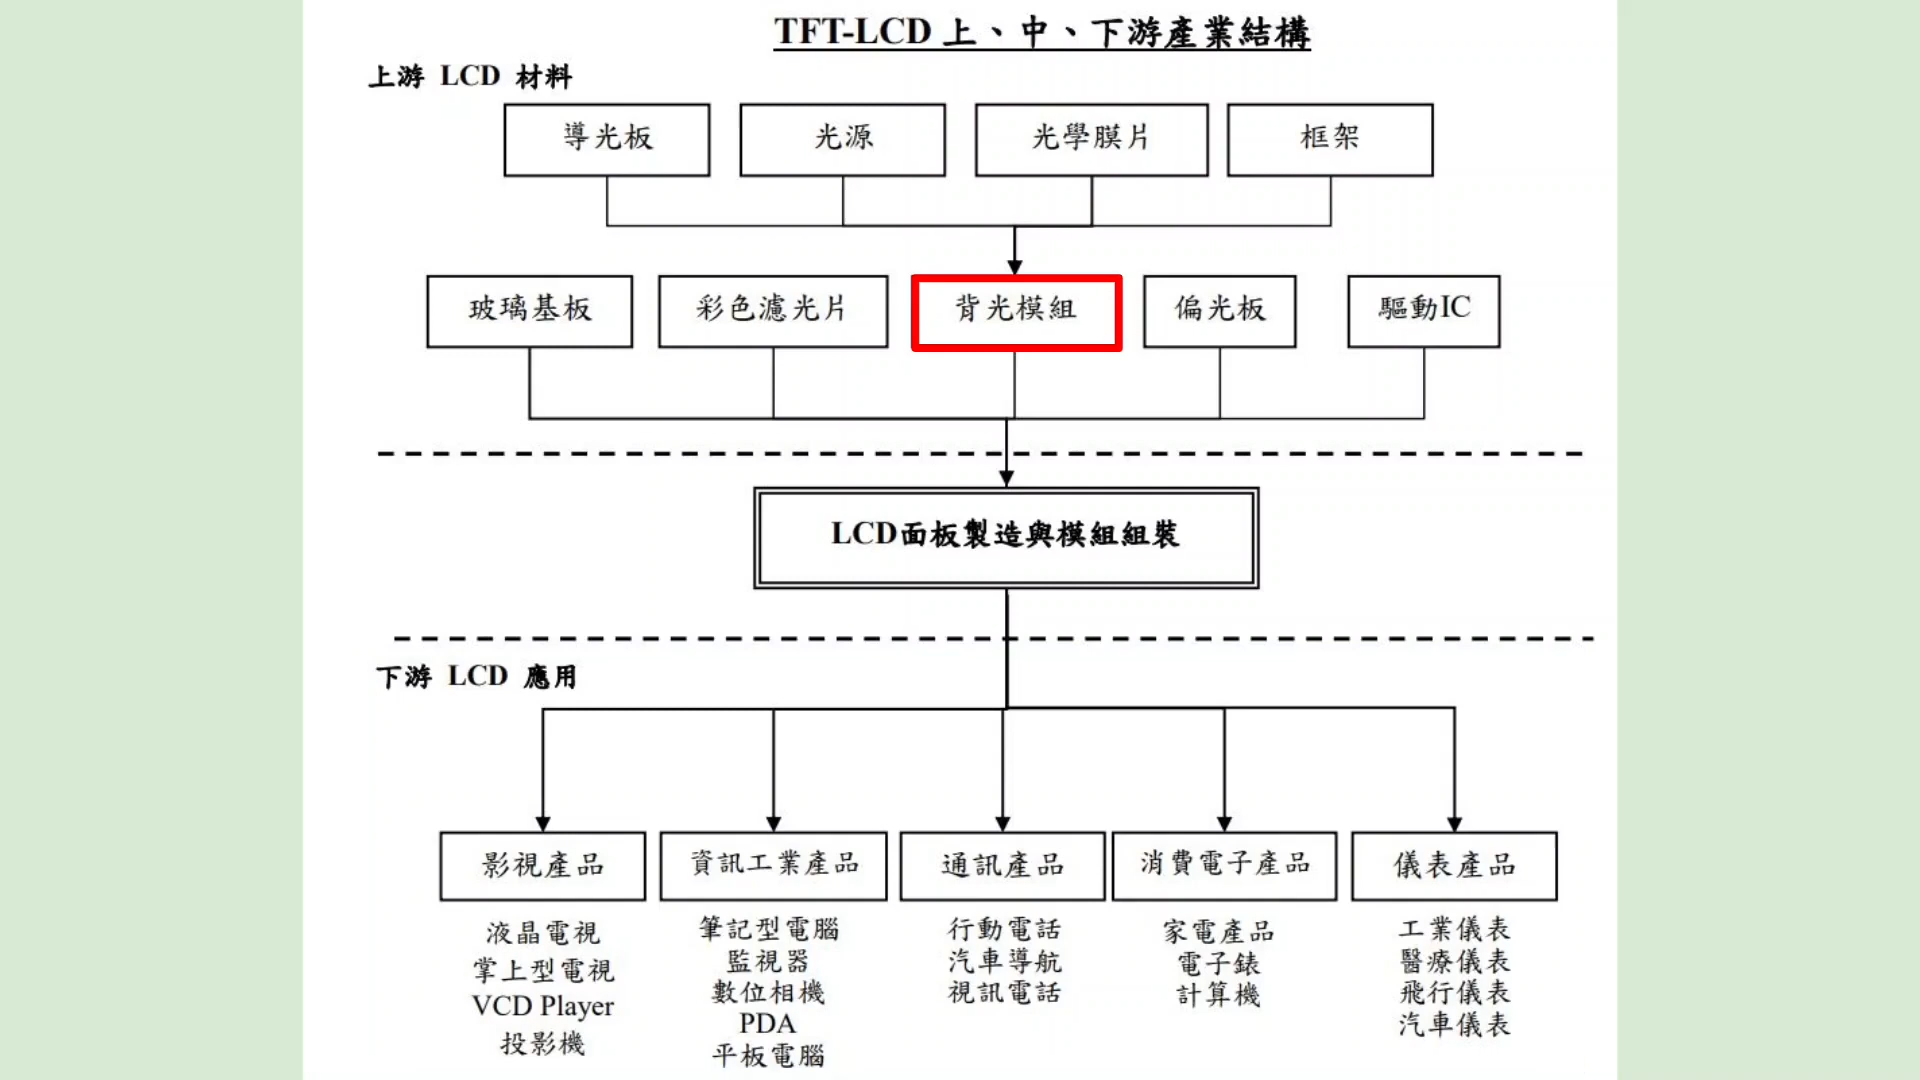 TFT-LCD 上、中、下游產業結構
上游 LCD 材料
導光板
光源
光學膜片
框架
玻璃基板
彩色濾光片
背光模組
偏光板
驅動IC
LCD面板製造與模組組裝
下游 LCD 應用
影視產品
資訊工業產品
通訊產品
消費電子產品
儀表產品
液晶電視
掌上型電視
VCD Player
投影機
筆記型電腦
監視器
數位相機
PDA
平板電腦
行動電話
汽車導航
視訊電話
家電產品
電子錶
計算機
工業儀表
醫療儀表
飛行儀表
汽車儀表